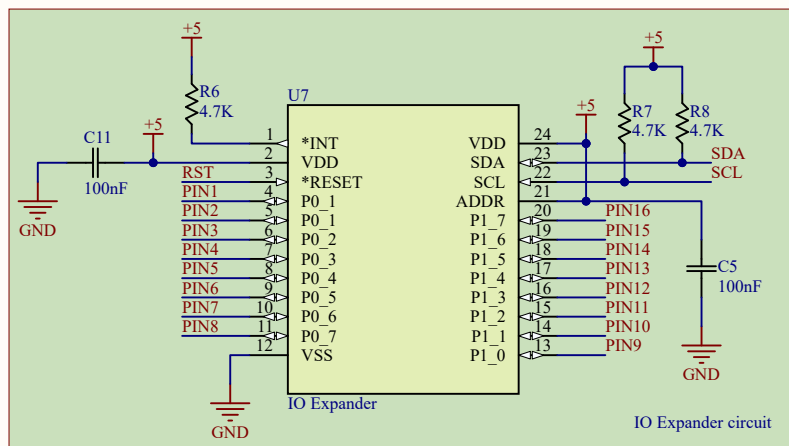 +5
R6
4.7K
C11
100nF
+5
GND
U7
IO Expander
1 *INT
2 VDD
RST 3 *RESET
PIN1 4 P0_1
PIN2 5 P0_1
PIN3 6 P0_2
PIN4 7 P0_3
PIN5 8 P0_4
PIN6 9 P0_5
PIN7 10 P0_6
PIN8 11 P0_7
12 VSS
GND
VDD 24
SDA 23 SDA
SCL 22 SCL
ADDR 21
P1_7 20 PIN16
P1_6 19 PIN15
P1_5 18 PIN14
P1_4 17 PIN13
P1_3 16 PIN12
P1_2 15 PIN11
P1_1 14 PIN10
P1_0 13 PIN9
+5
+5
R7
4.7K
R8
4.7K
C5
100nF
GND
IO Expander circuit